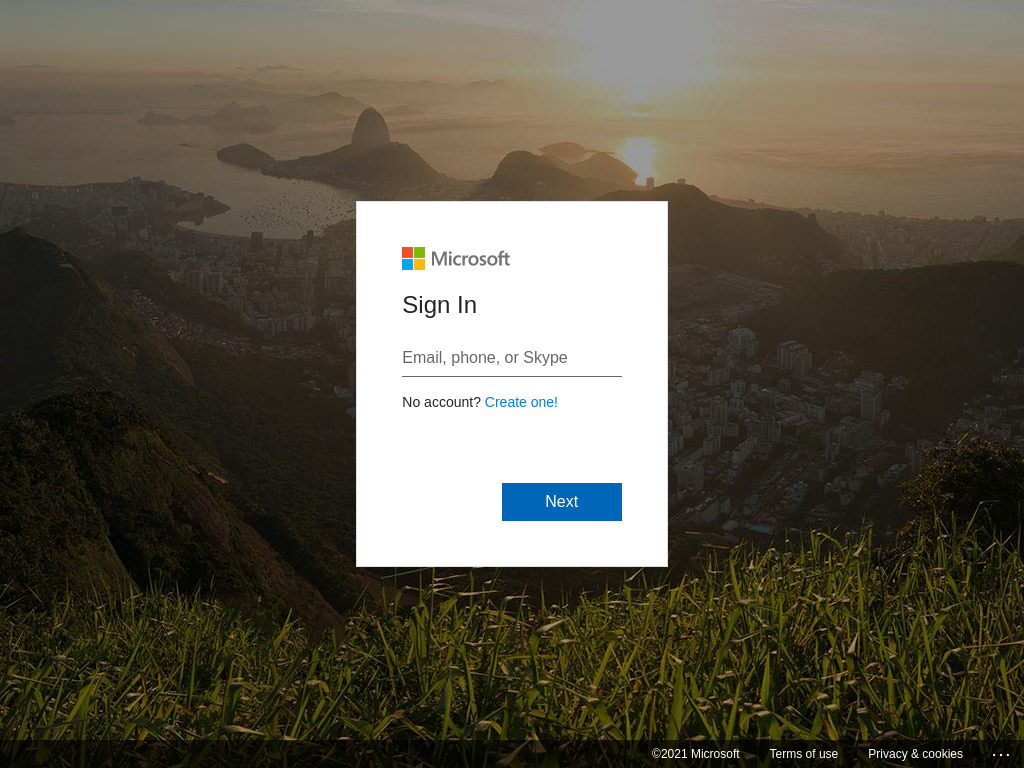 Microsoft
Sign In
Email, phone, or Skype
No account? Create one!
Next
©2021 Microsoft Terms of use Privacy & cookies ...